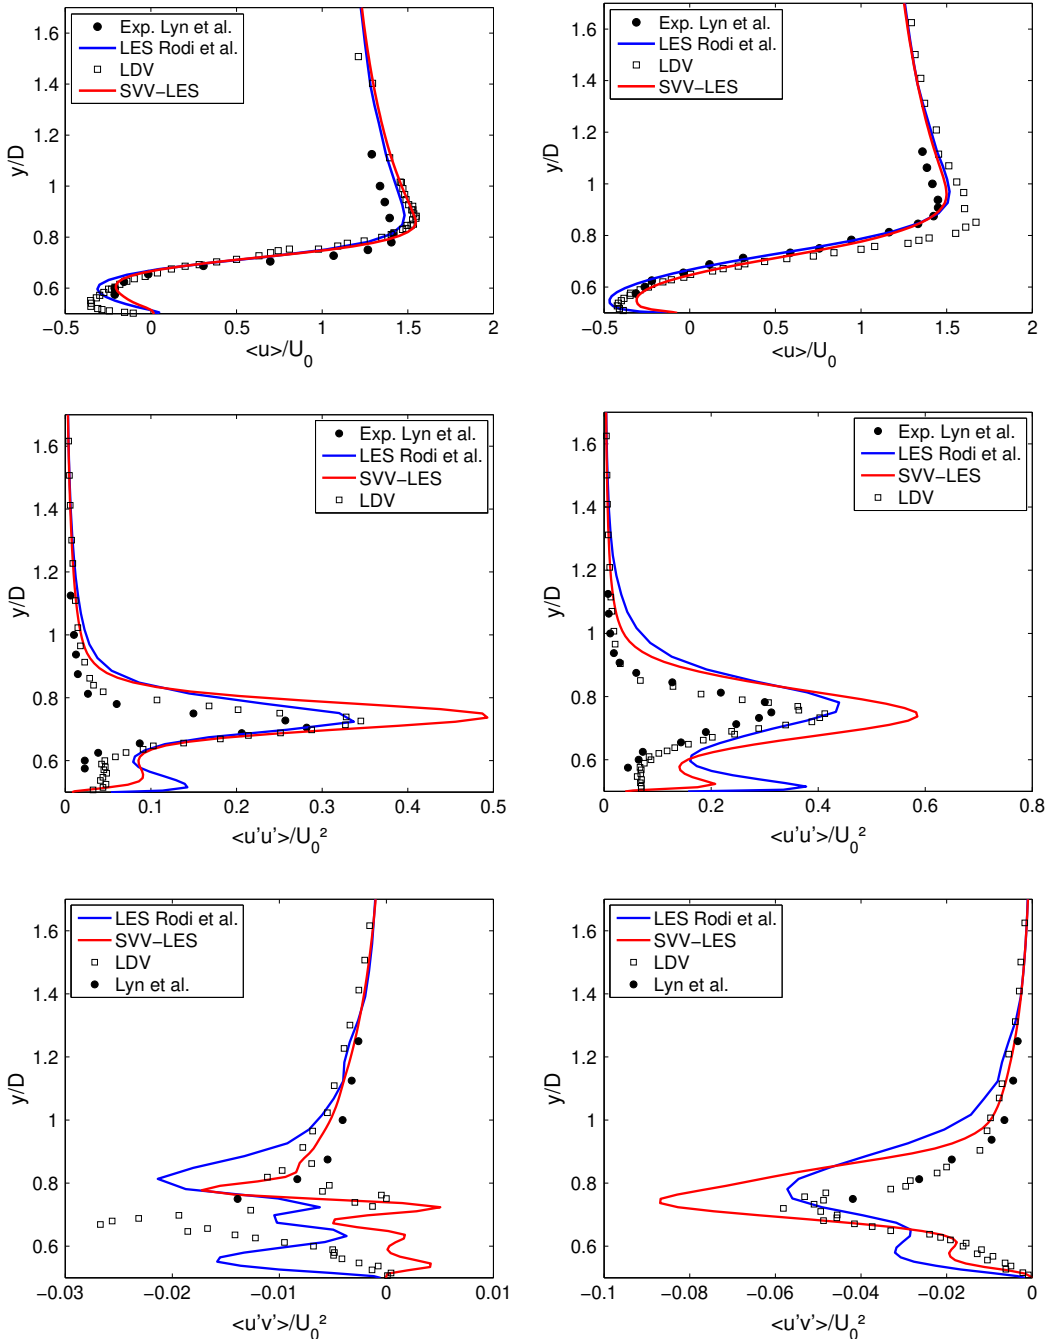 1.6
1.4
1.2
1
0.8
0.6
y/D
Exp. Lyn et al.
LES Rodi et al.
LDV
SVV−LES
−0.5 0 0.5 1 1.5 2
<u>/U0
1.6
1.4
1.2
1
0.8
0.6
y/D
Exp. Lyn et al.
LES Rodi et al.
LDV
SVV−LES
−0.5 0 0.5 1 1.5 2
<u>/U0
1.6
1.4
1.2
1
0.8
0.6
y/D
Exp. Lyn et al.
LES Rodi et al.
SVV−LES
LDV
0 0.1 0.2 0.3 0.4 0.5
<u'u'>/U0²
1.6
1.4
1.2
1
0.8
0.6
y/D
Exp. Lyn et al.
LES Rodi et al.
SVV−LES
LDV
0 0.2 0.4 0.6 0.8
<u'u'>/U0²
1.6
1.4
1.2
1
0.8
0.6
y/D
LES Rodi et al.
SVV−LES
LDV
Lyn et al.
−0.03 −0.02 −0.01 0 0.01
<u'v'>/U0²
1.6
1.4
1.2
1
0.8
0.6
y/D
LES Rodi et al.
SVV−LES
LDV
Lyn et al.
−0.1 −0.08 −0.06 −0.04 −0.02 0
<u'v'>/U0²